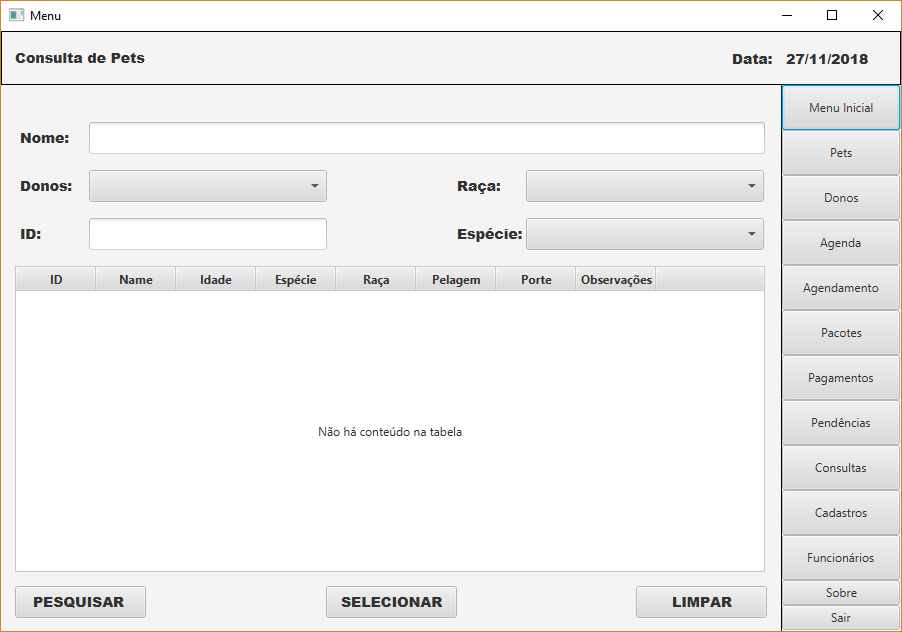 Menu
Consulta de Pets
Data: 27/11/2018
Nome:
Donos:
Raça:
ID:
Espécie:
ID Name Idade Espécie Raça Pelagem Porte Observações
Não há conteúdo na tabela
PESQUISAR
SELECIONAR
LIMPAR
Menu Inicial
Pets
Donos
Agenda
Agendamento
Pacotes
Pagamentos
Pendências
Consultas
Cadastros
Funcionários
Sobre
Sair